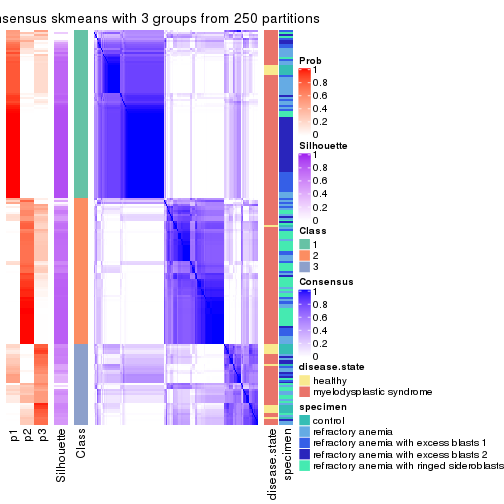 nsensus skmeans with 3 groups from 250 partitions
Prob
1
0.8
0.6
0.4
0.2
0
Silhouette
1
0.8
0.6
0.4
0.2
0
Class
1
2
3
Consensus
1
0.8
0.6
0.4
0.2
0
disease.state
healthy
myelodysplastic syndrome
specimen
control
refractory anemia
refractory anemia with excess blasts 1
refractory anemia with excess blasts 2
refractory anemia with ringed sideroblasts
p1
p2
p3
Silhouette
Class
disease.state
specimen